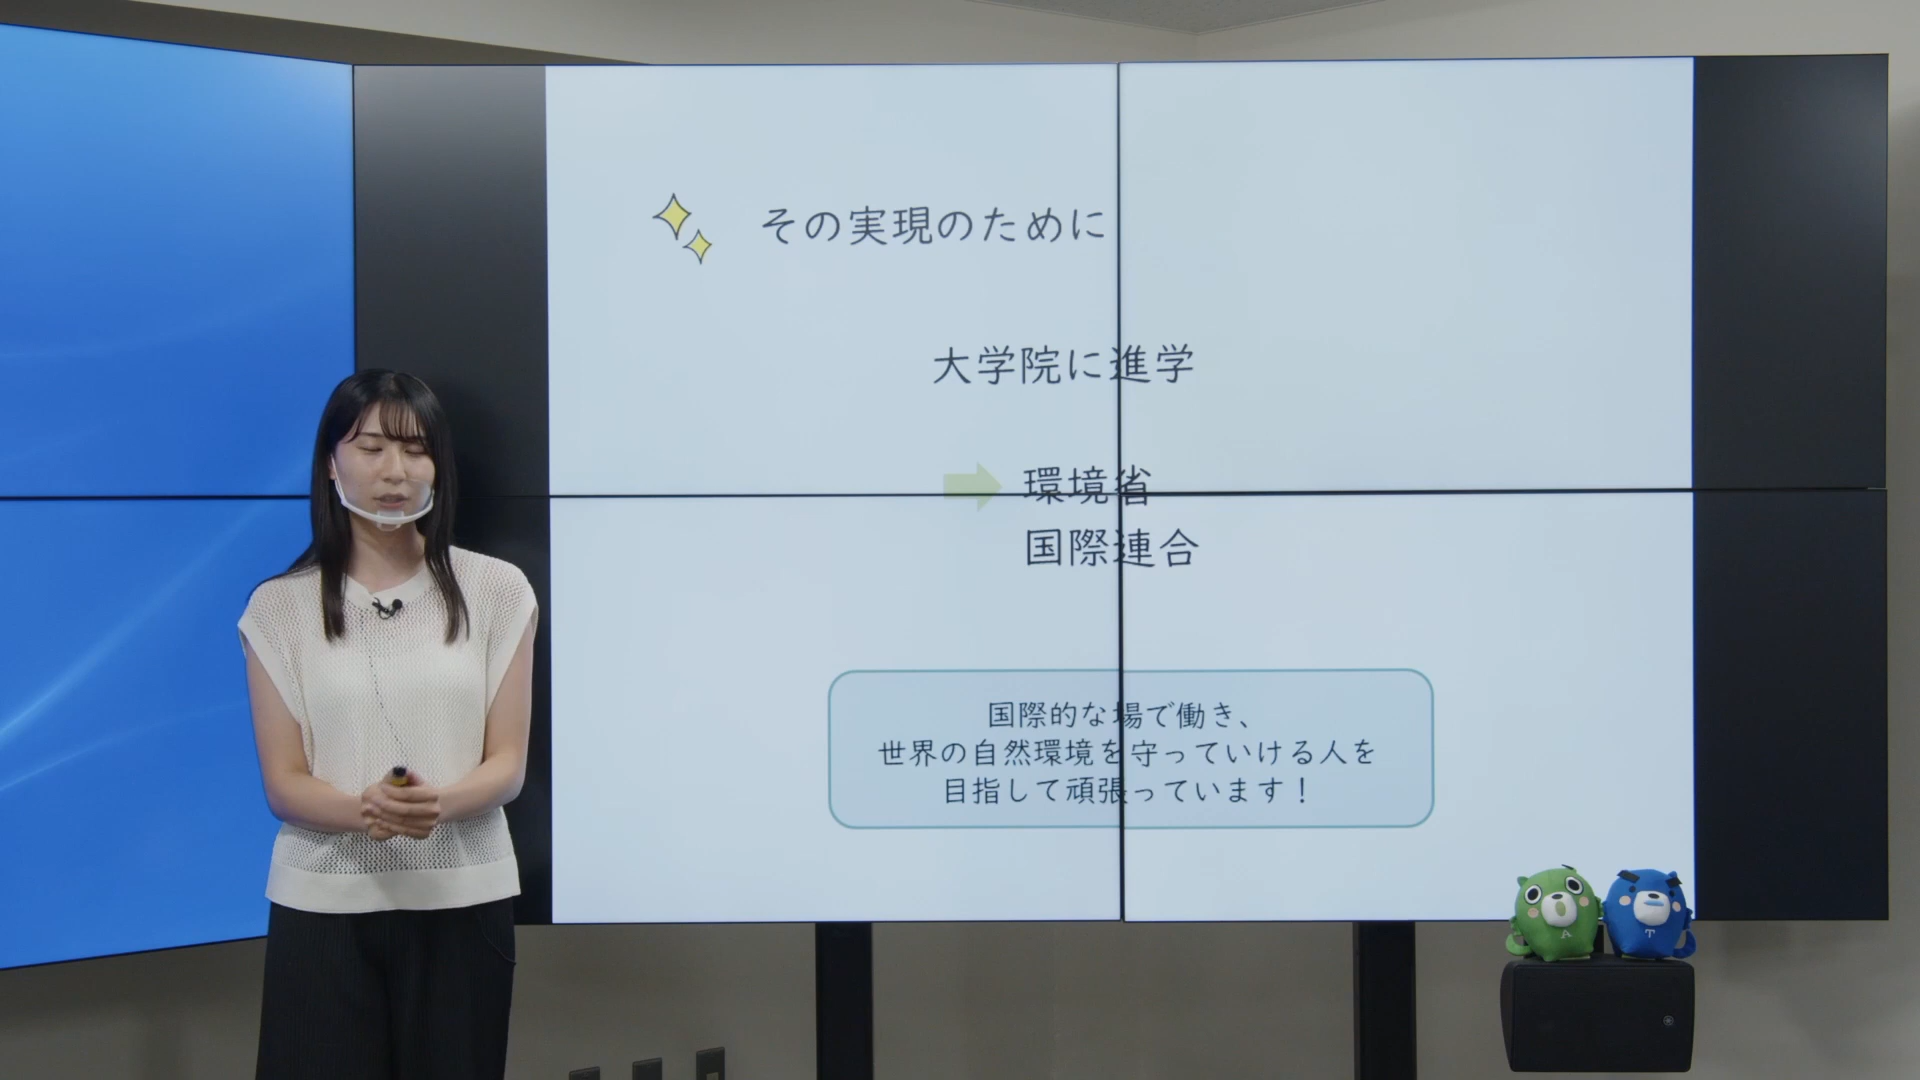 その実現のために
大学院に進学
環境省
国際連合
国際的な場で働き、
世界の自然環境を守っていける人を
目指して頑張っています！
A
T